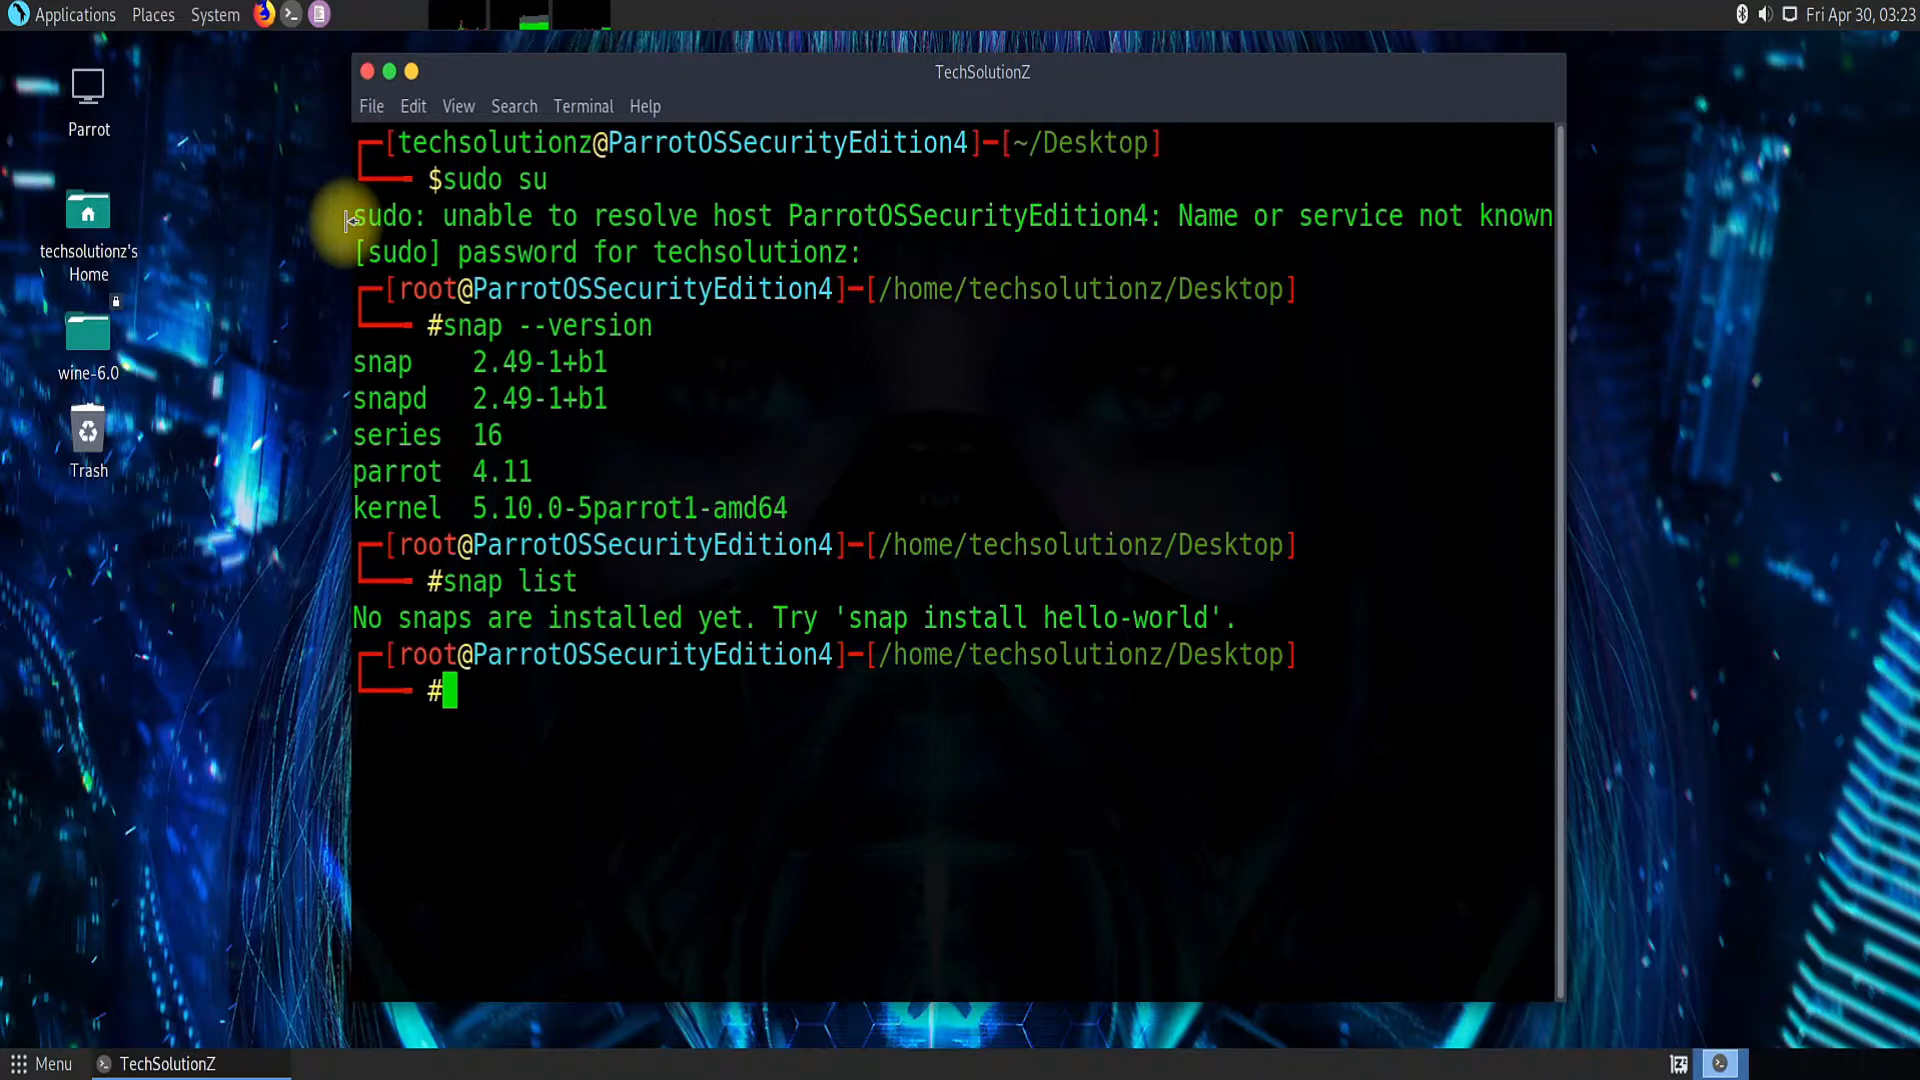 Applications Places System
Fri Apr 30, 03:23
TechSolutionZ
File Edit View Search Terminal Help
Parrot
techsolutionz's
Home
wine-6.0
Trash
[techsolutionz@ParrotOSSecurityEdition4]-[~/Desktop]
$sudo su
sudo: unable to resolve host ParrotOSSecurityEdition4: Name or service not known
[sudo] password for techsolutionz:
[root@ParrotOSSecurityEdition4]-[/home/techsolutionz/Desktop]
#snap --version
snap 2.49-1+b1
snapd 2.49-1+b1
series 16
parrot 4.11
kernel 5.10.0-5parrot1-amd64
[root@ParrotOSSecurityEdition4]-[/home/techsolutionz/Desktop]
#snap list
No snaps are installed yet. Try 'snap install hello-world'.
[root@ParrotOSSecurityEdition4]-[/home/techsolutionz/Desktop]
#
Menu TechSolutionZ